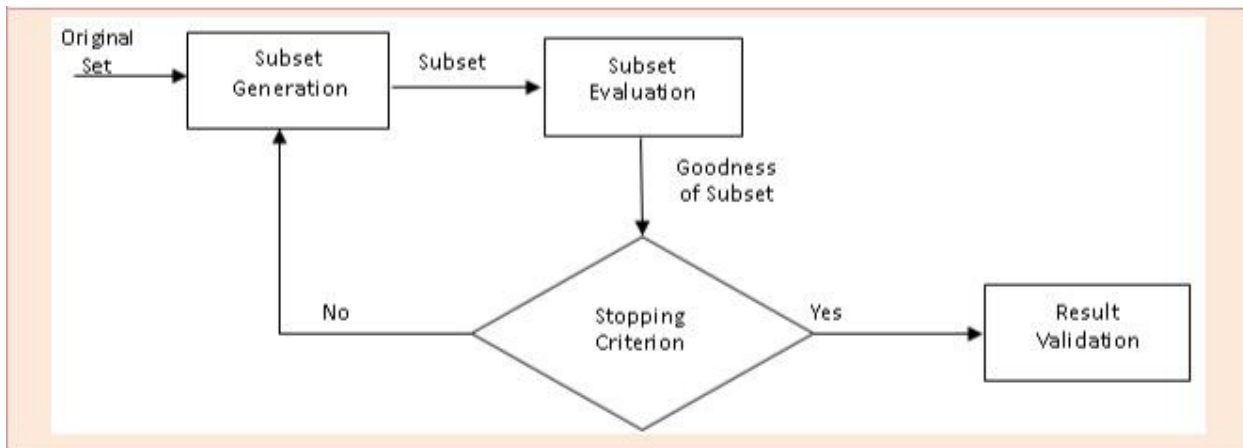 Original
Set
Subset
Generation
Subset
Subset
Evaluation
Goodness
of Subset
Stopping
Criterion
No
Yes
Result
Validation